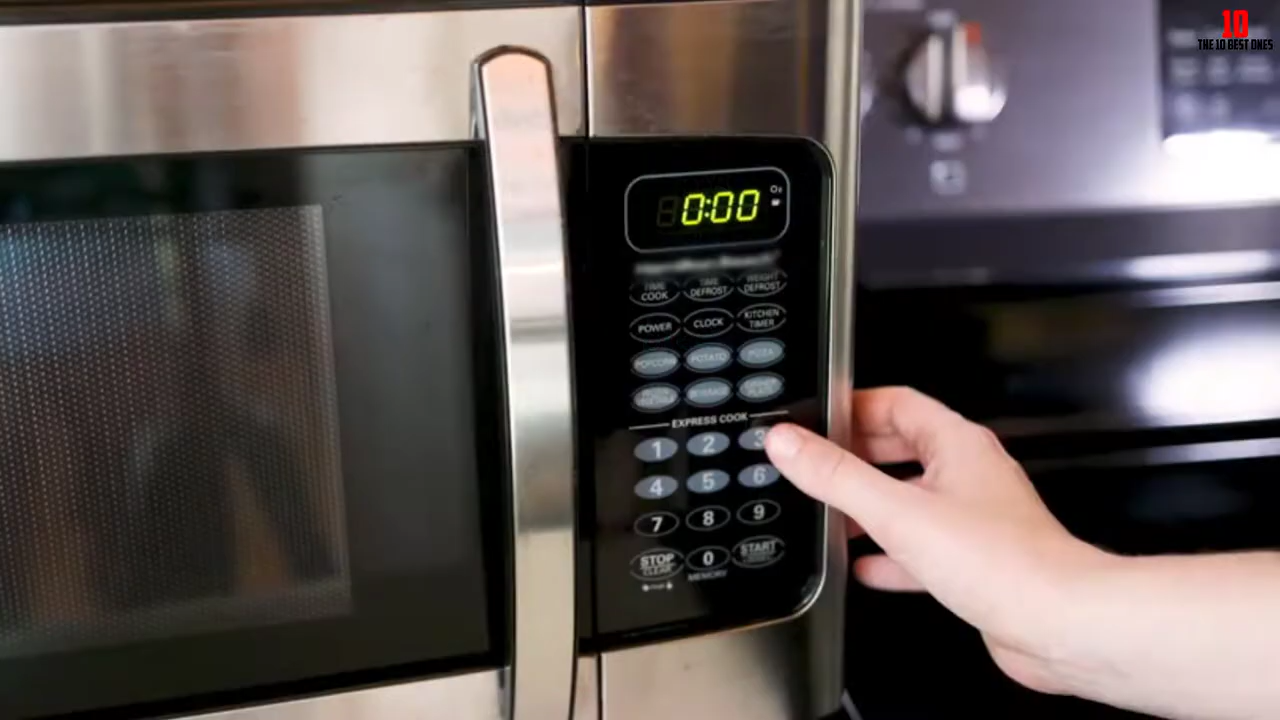 10
THE 10 BEST ONES
0:00
TIME COOK
TIME DEFROST
WEIGHT DEFROST
POWER
CLOCK
KITCHEN TIMER
POPCORN
POTATO
PIZZA
EXPRESS COOK
1 2 3
4 5 6
7 8 9
STOP CLEAR
0
START
MEMORY